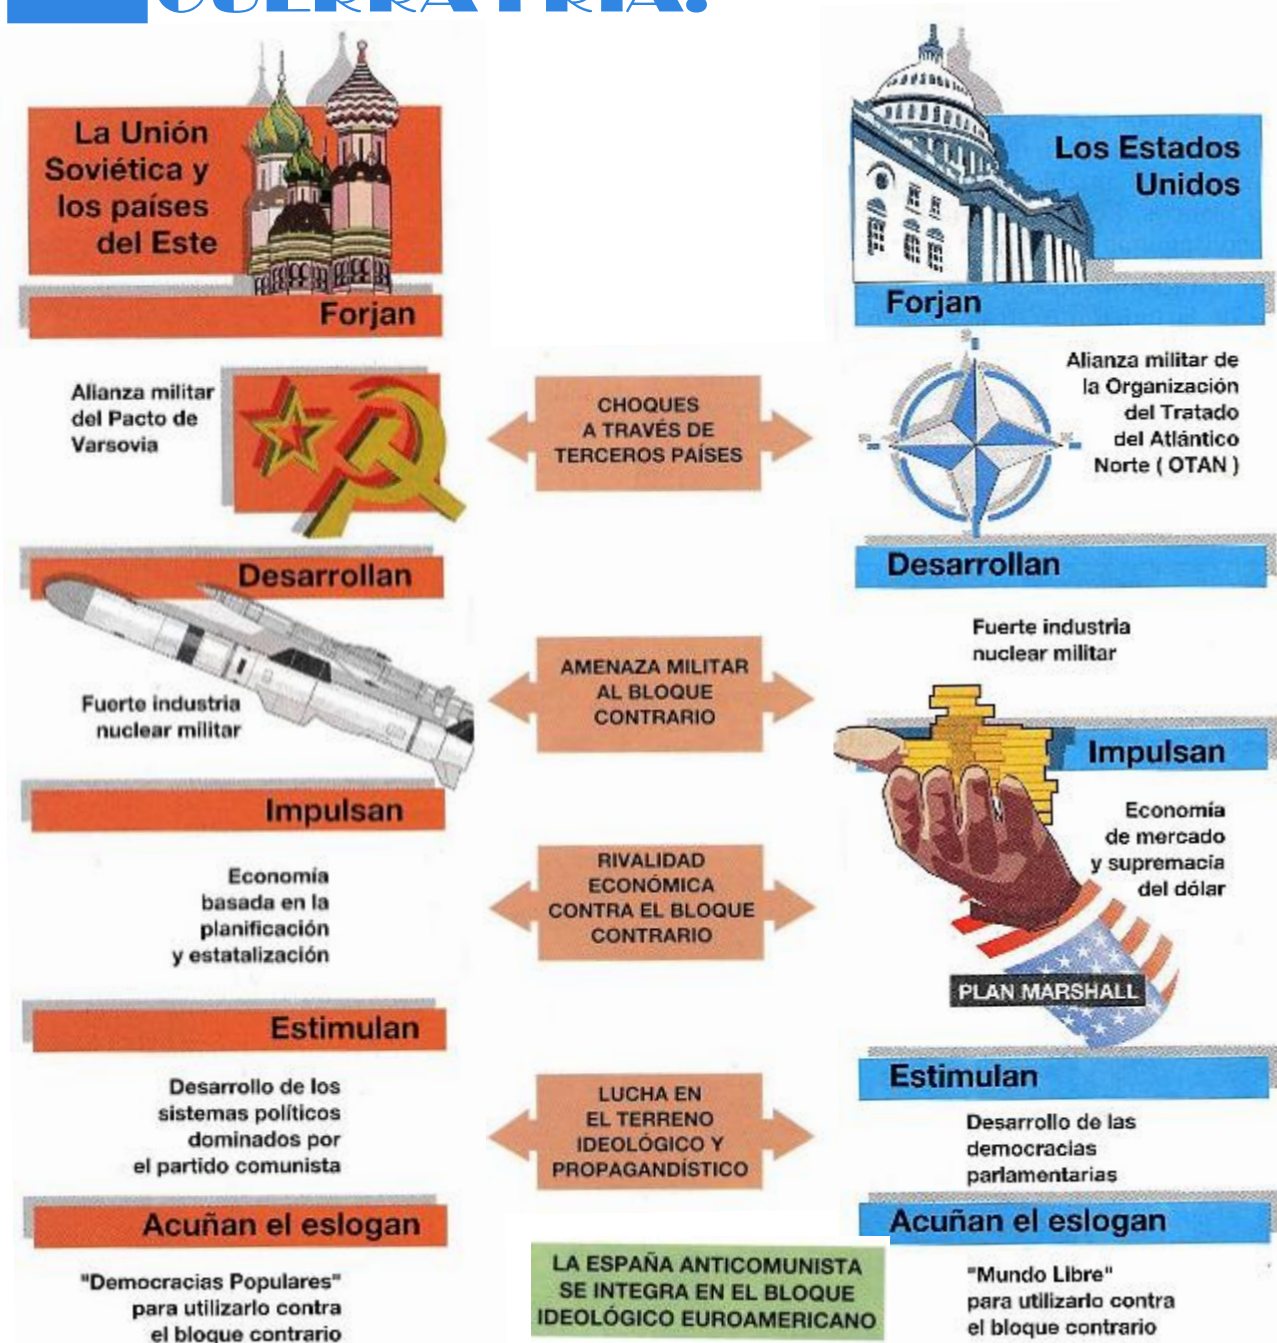 GUERRA FRÍA.
La Unión
Soviética y
los países
del Este
Forjan
Alianza militar
del Pacto de
Varsovia
Desarrollan
Fuerte industria
nuclear militar
Impulsan
Economía
basada en la
planificación
y estatalización
Estimulan
Desarrollo de los
sistemas políticos
dominados por
el partido comunista
Acuñan el eslogan
"Democracias Populares"
para utilizarlo contra
el bloque contrario
CHOQUES
A TRAVÉS DE
TERCEROS PAÍSES
AMENAZA MILITAR
AL BLOQUE
CONTRARIO
RIVALIDAD
ECONÓMICA
CONTRA EL BLOQUE
CONTRARIO
LUCHA EN
EL TERRENO
IDEOLÓGICO Y
PROPAGANDÍSTICO
LA ESPAÑA ANTICOMUNISTA
SE INTEGRA EN EL BLOQUE
IDEOLÓGICO EUROAMERICANO
Los Estados
Unidos
Forjan
Alianza militar de
la Organización
del Tratado
del Atlántico
Norte ( OTAN )
Desarrollan
Fuerte industria
nuclear militar
Impulsan
Economía
de mercado
y supremacía
del dólar
PLAN MARSHALL
Estimulan
Desarrollo de las
democracias
parlamentarias
Acuñan el eslogan
"Mundo Libre"
para utilizarlo contra
el bloque contrario